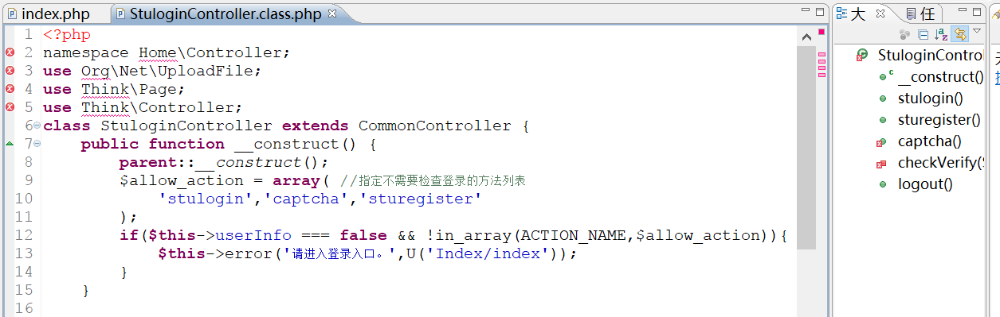 index.php StuloginController.class.php 大 任
1 <?php
2 namespace Home\Controller;
3 use Org\Net\UploadFile;
4 use Think\Page;
5 use Think\Controller;
6 class StuloginController extends CommonController {
7 public function __construct() {
8 parent::__construct();
9 $allow_action = array( //指定不需要检查登录的方法列表
10 'stulogin','captcha','sturegister'
11 );
12 if($this->userInfo === false && !in_array(ACTION_NAME,$allow_action)){
13 $this->error('请进入登录入口。',U('Index/index'));
14 }
15 }
16
StuloginControl
__construct()
stulogin()
sturegister()
captcha()
checkVerify(
logout()